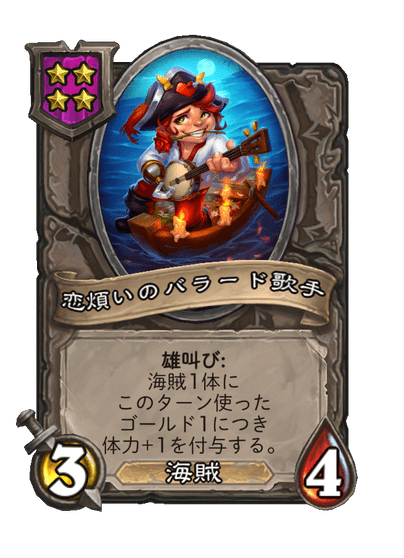 恋煩いのバラード歌手
雄叫び:
海賊1体に
このターン使った
ゴールド1につき
体力+1を付与する。
3
海賊
4